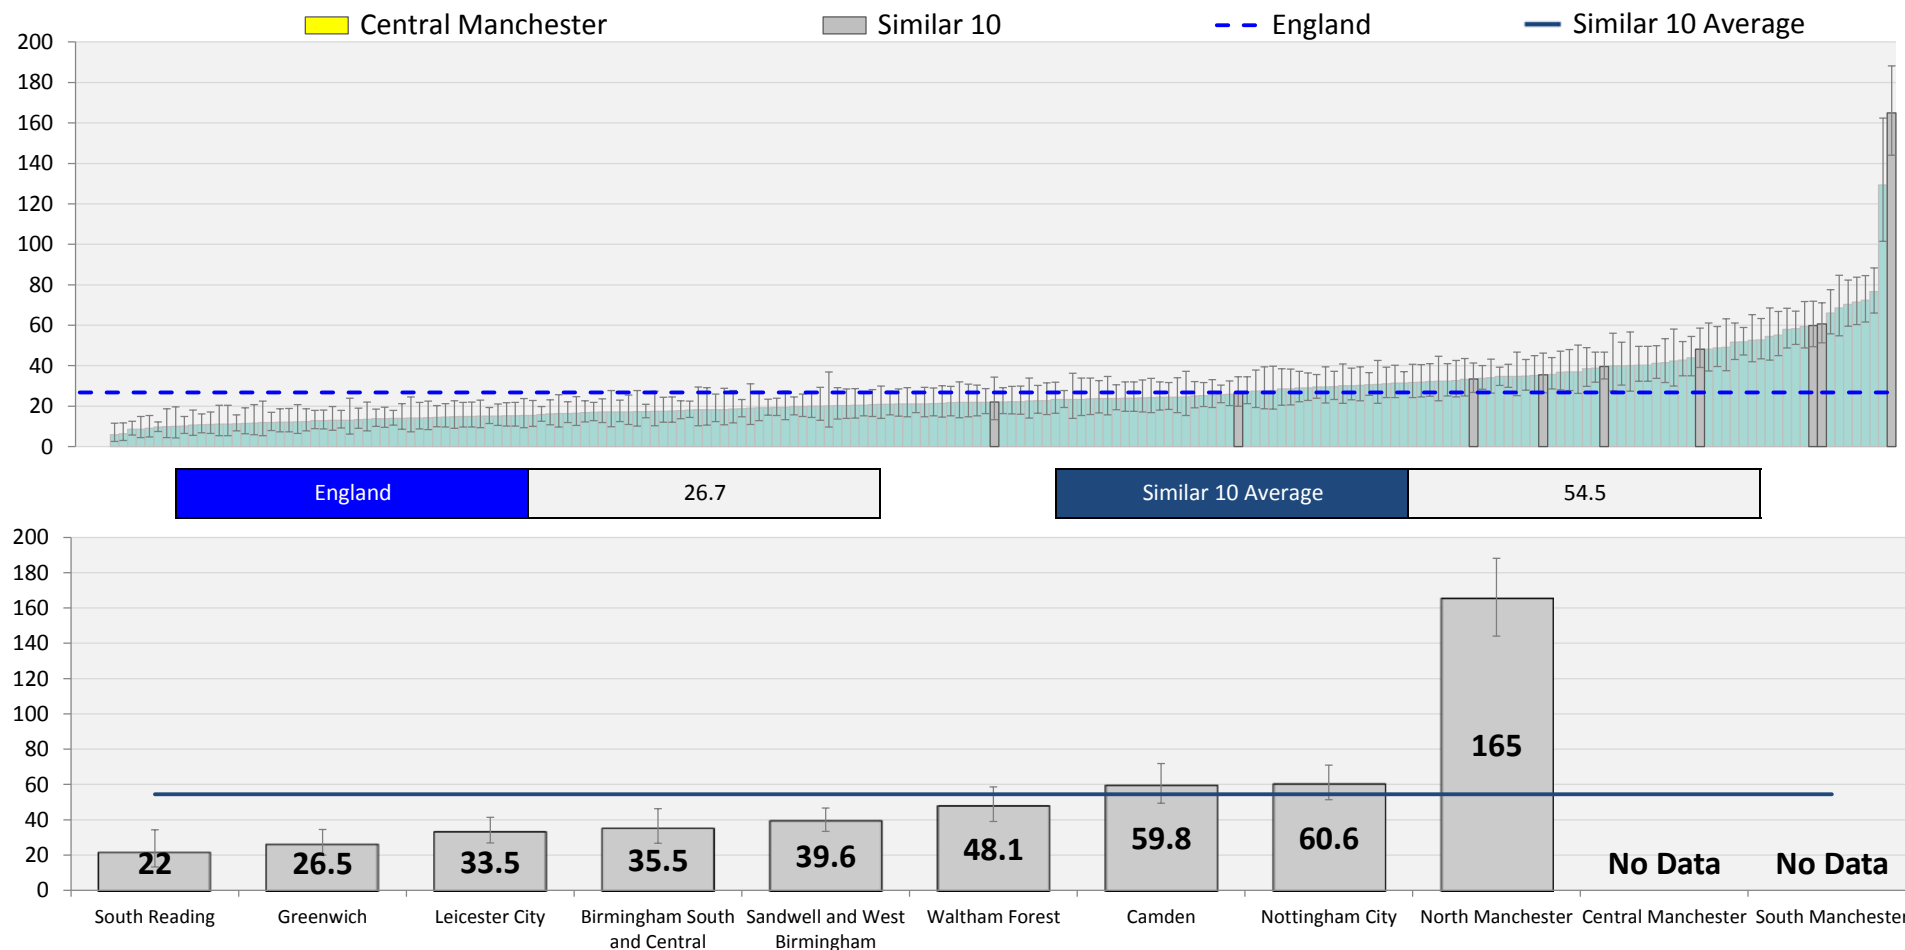 Central Manchester
Similar 10
England
Similar 10 Average
200
180
160
140
120
100
80
60
40
20
0
England
26.7
Similar 10 Average
54.5
200
180
160
140
120
100
80
60
40
20
0
22
26.5
33.5
35.5
39.6
48.1
59.8
60.6
165
No Data
No Data
South Reading
Greenwich
Leicester City
Birmingham South
and Central
Sandwell and West
Birmingham
Waltham Forest
Camden
Nottingham City
North Manchester
Central Manchester
South Manchester